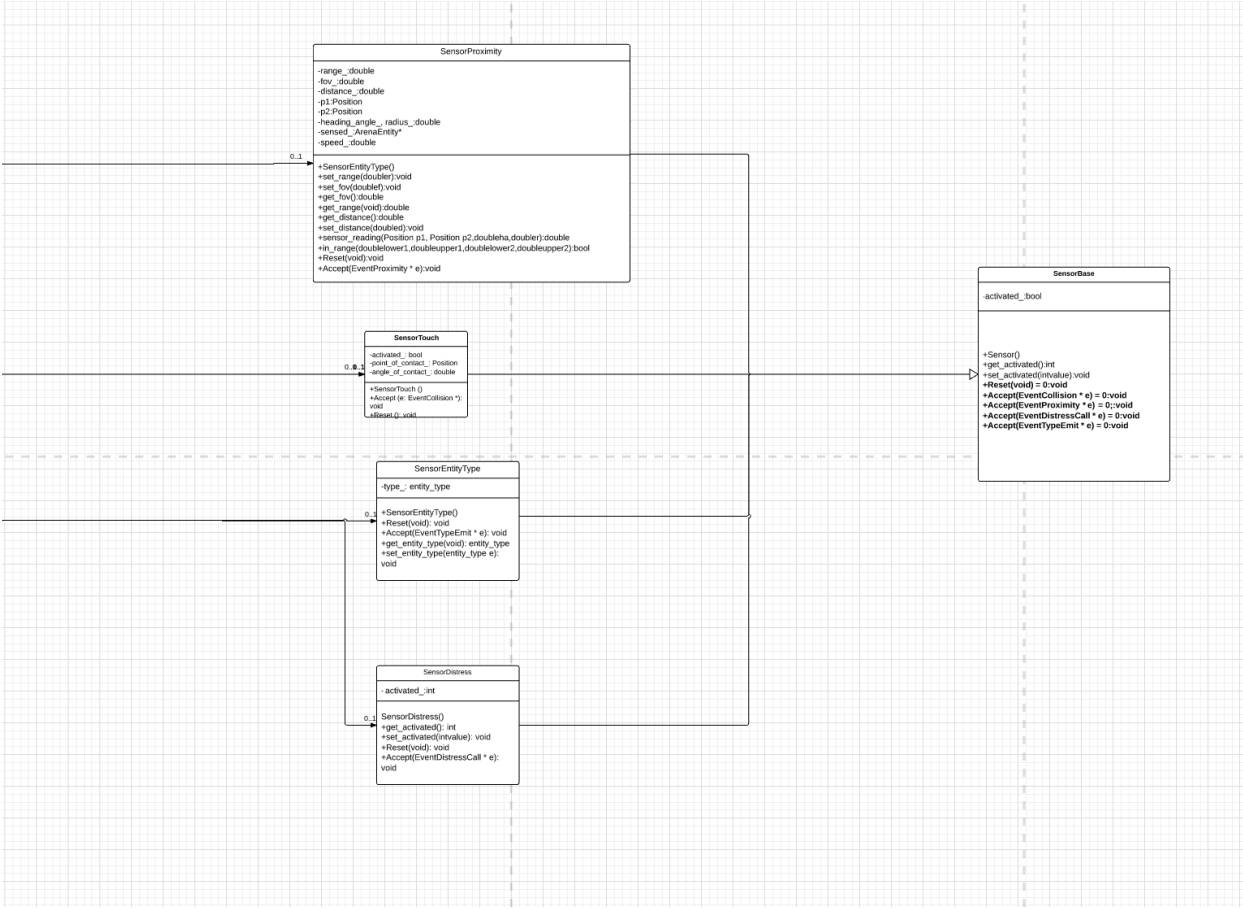 SensorProximity
-range_:double
-fov_:double
-distance_:double
-p1:Position
-p2:Position
-heading_angle_, radius_:double
-sensed_:ArenaEntity*
-speed_:double
0..1
+SensorEntityType()
+set_range(doubler):void
+set_fov(doublef):void
+get_fov():double
+get_range(void):double
+get_distance():double
+set_distance(doubled):void
+sensor_reading(Position p1, Position p2,doubleha,doubler):double
+in_range(doublelower1,doubleupper1,doublelower2,doubleupper2):bool
+Reset(void):void
+Accept(EventProximity * e):void
SensorBase
-activated_:bool
+Sensor()
+get_activated():int
+set_activated(intvalue):void
+Reset(void) = 0:void
+Accept(EventCollision * e) = 0:void
+Accept(EventProximity * e) = 0;:void
+Accept(EventDistressCall * e) = 0:void
+Accept(EventTypeEmit * e) = 0:void
SensorTouch
-activated_: bool
-point_of_contact_: Position
-angle_of_contact_: double
+SensorTouch ()
+Accept (e: EventCollision *):
void
+Reset (): void
SensorEntityType
-type_: entity_type
0..1
+SensorEntityType()
+Reset(void): void
+Accept(EventTypeEmit * e): void
+get_entity_type(void): entity_type
+set_entity_type(entity_type e):
void
SensorDistress
- activated_:int
0..1
SensorDistress()
+get_activated(): int
+set_activated(intvalue): void
+Reset(void): void
+Accept(EventDistressCall * e):
void